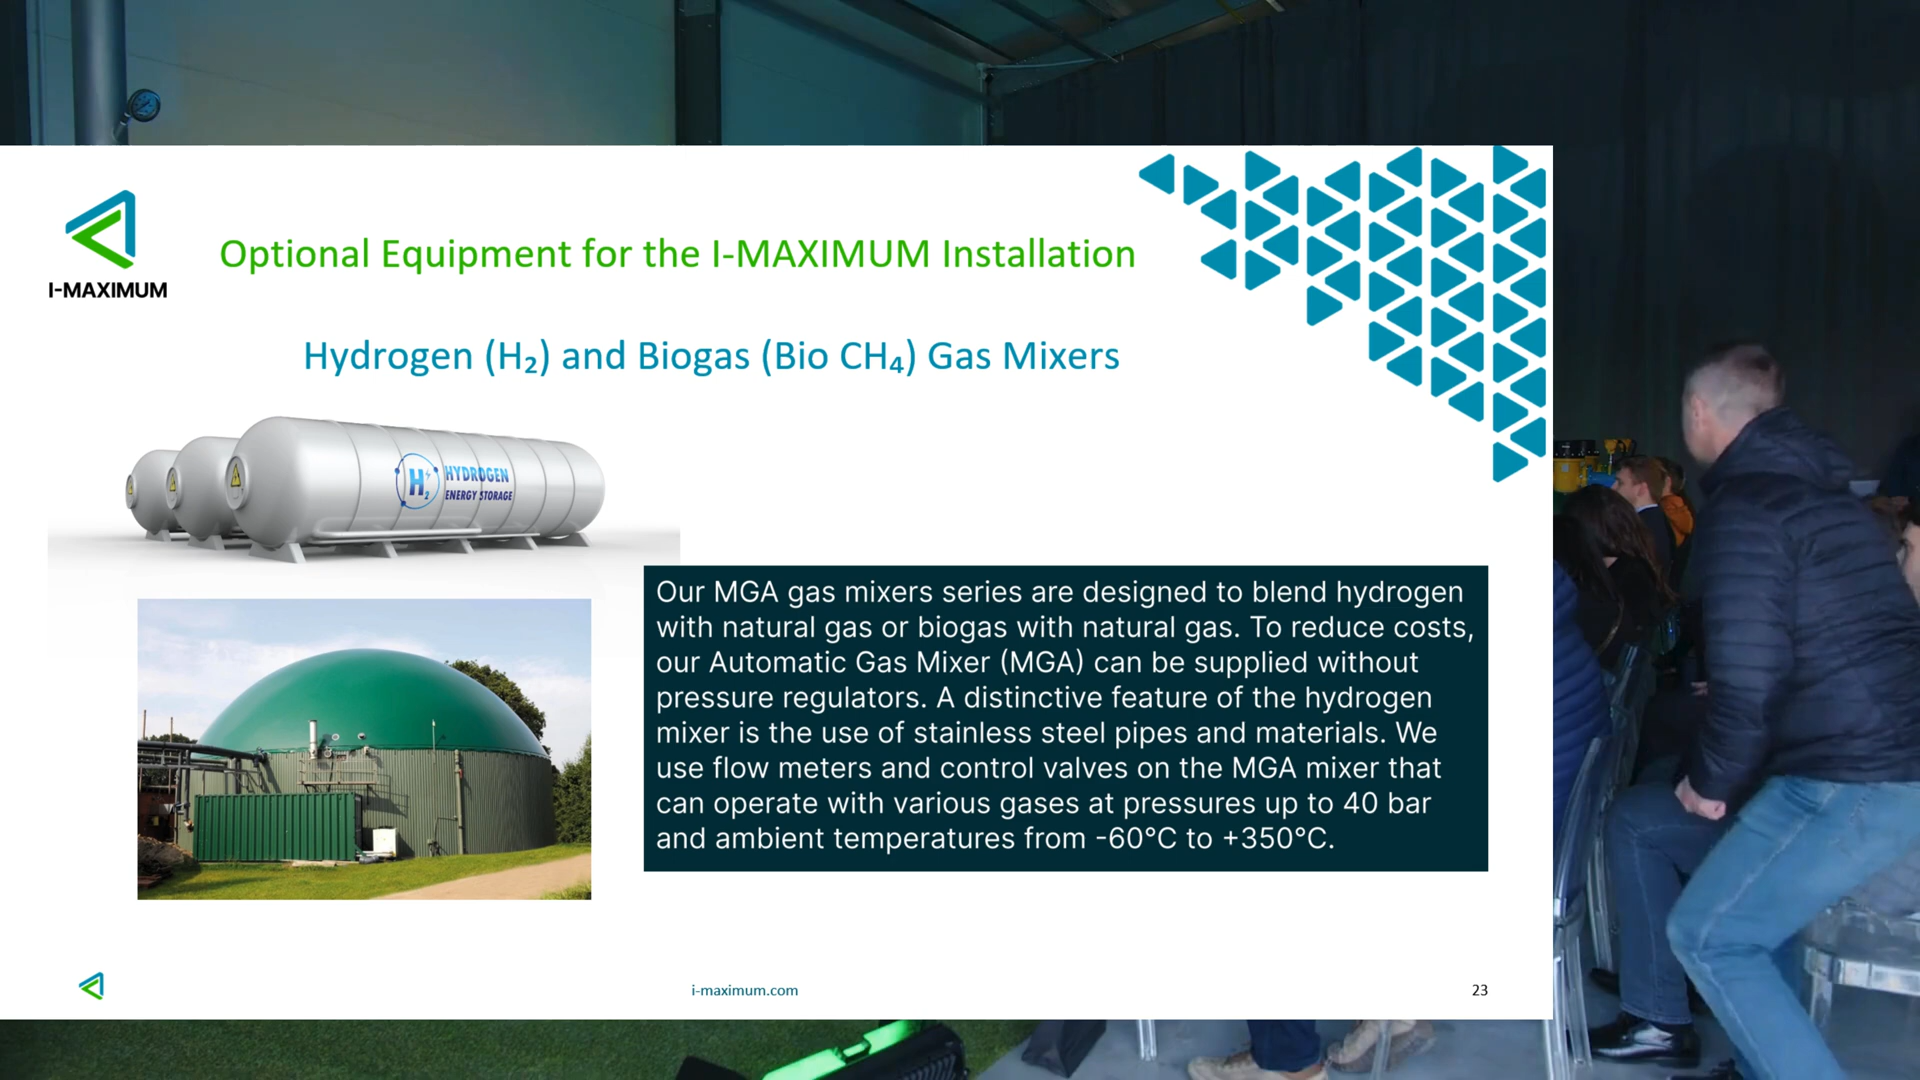 I-MAXIMUM
Optional Equipment for the I-MAXIMUM Installation
Hydrogen (H₂) and Biogas (Bio CH₄) Gas Mixers
H₂ HYDROGEN
ENERGY STORAGE
Our MGA gas mixers series are designed to blend hydrogen
with natural gas or biogas with natural gas. To reduce costs,
our Automatic Gas Mixer (MGA) can be supplied without
pressure regulators. A distinctive feature of the hydrogen
mixer is the use of stainless steel pipes and materials. We
use flow meters and control valves on the MGA mixer that
can operate with various gases at pressures up to 40 bar
and ambient temperatures from -60°C to +350°C.
i-maximum.com
23